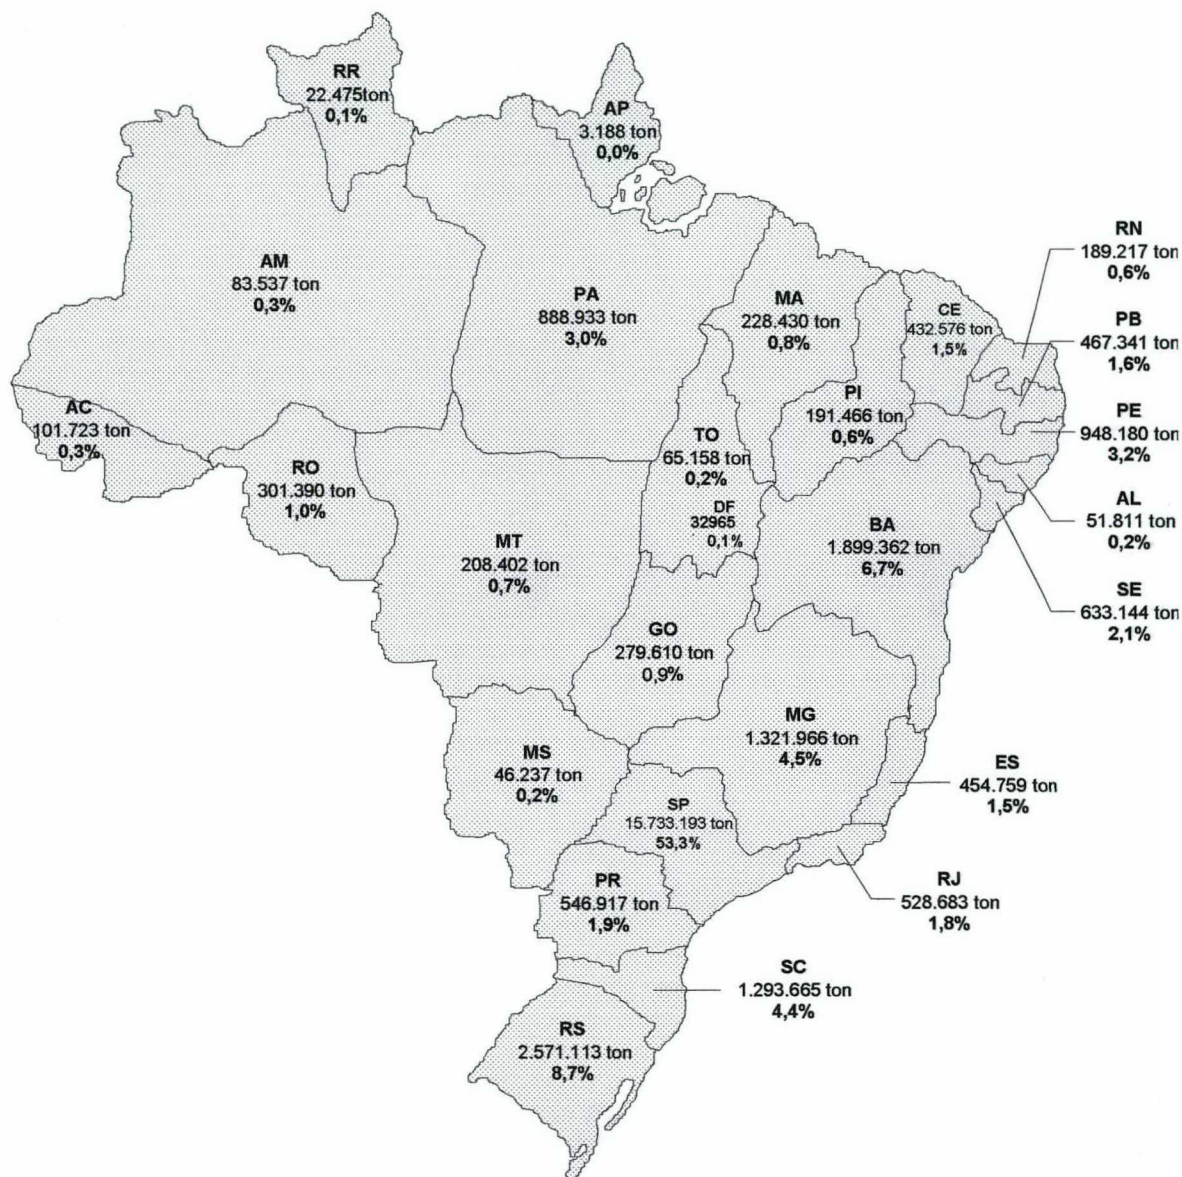 RR
22.475ton
0,1%
AP
3.188 ton
0,0%
AM
83.537 ton
0,3%
PA
888.933 ton
3,0%
MA
228.430 ton
0,8%
CE
432.576 ton
1,5%
RN
189.217 ton
0,6%
PB
467.341 ton
1,6%
AC
101.723 ton
0,3%
RO
301.390 ton
1,0%
TO
65.158 ton
0,2%
PI
191.466 ton
0,6%
PE
948.180 ton
3,2%
AL
51.811 ton
0,2%
SE
633.144 ton
2,1%
DF
32965
0,1%
MT
208.402 ton
0,7%
BA
1.899.362 ton
6,7%
GO
279.610 ton
0,9%
MG
1.321.966 ton
4,5%
MS
46.237 ton
0,2%
ES
454.759 ton
1,5%
SP
15.733.193 ton
53,3%
RJ
528.683 ton
1,8%
PR
546.917 ton
1,9%
SC
1.293.665 ton
4,4%
RS
2.571.113 ton
8,7%